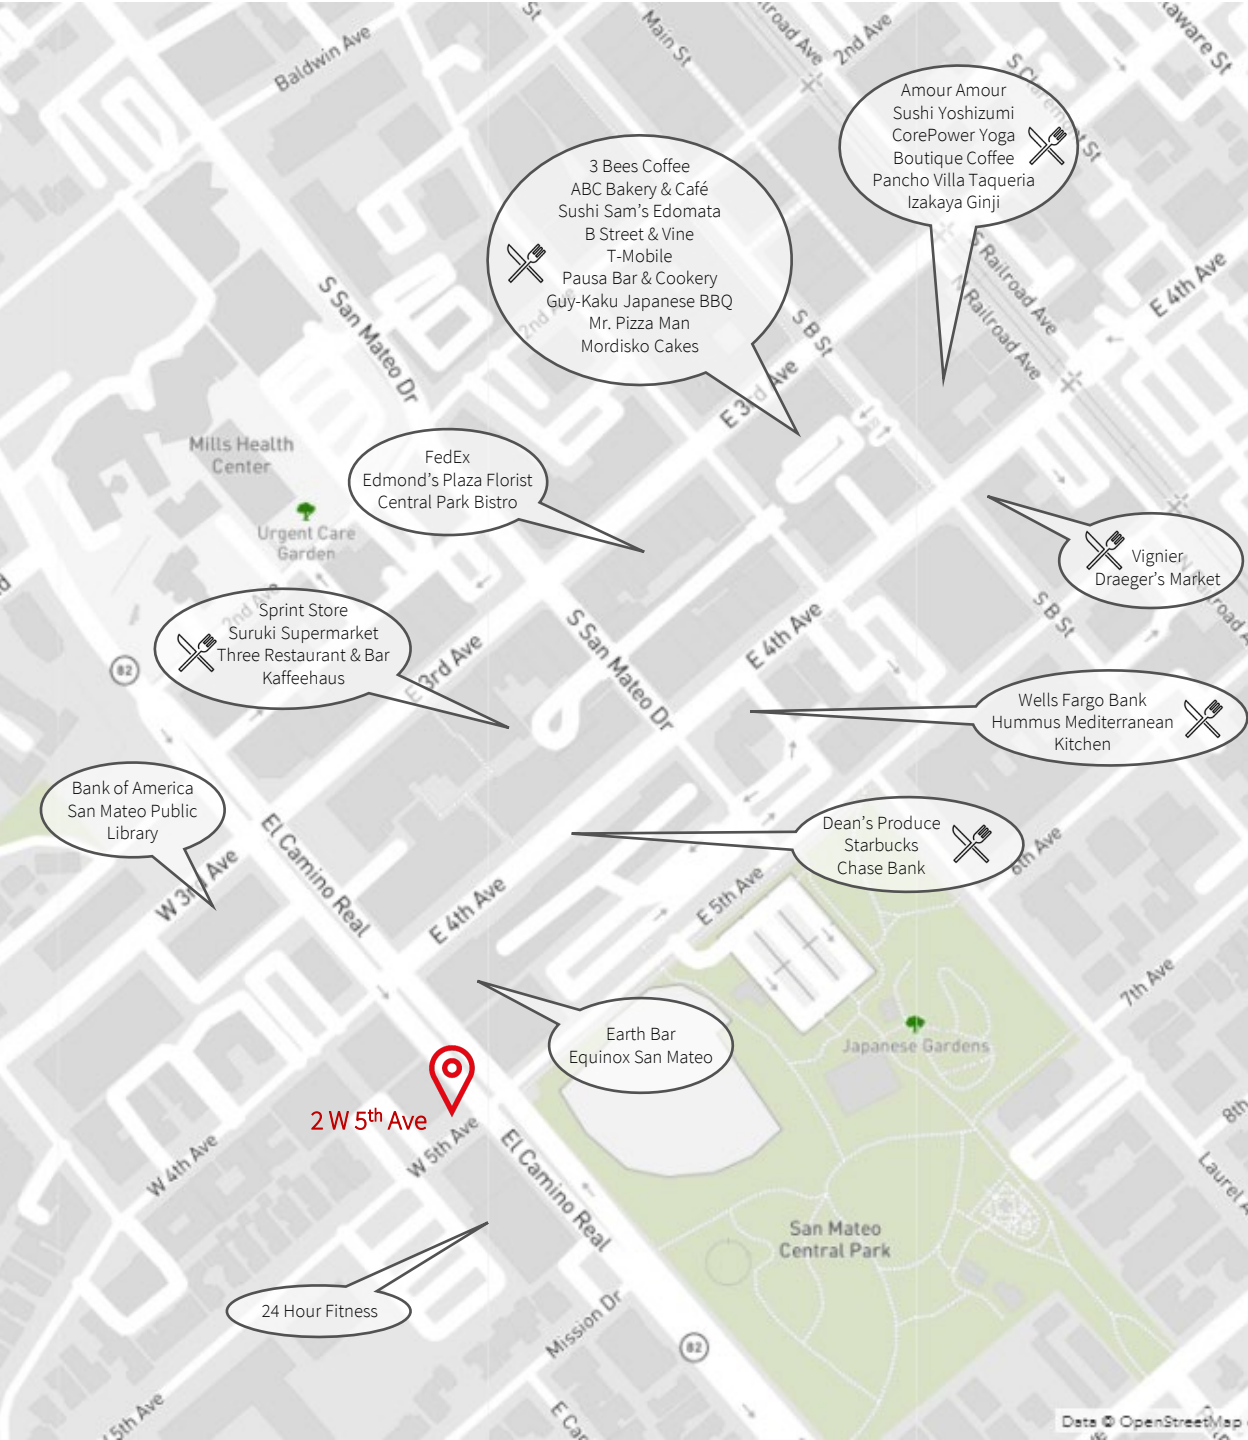 St
Main St
Railroad Ave
2nd Ave
Delaware St
Baldwin Ave
S Claremont St
Amour Amour
Sushi Yoshizumi
CorePower Yoga
Boutique Coffee
Pancho Villa Taqueria
Izakaya Ginji
3 Bees Coffee
ABC Bakery & Café
Sushi Sam's Edomata
B Street & Vine
T-Mobile
Pausa Bar & Cookery
Guy-Kaku Japanese BBQ
Mr. Pizza Man
Mordisko Cakes
2nd Ave
S San Mateo Dr
S B St
S Railroad Ave
N Railroad Ave
E 4th Ave
E 3rd Ave
Mills Health
Center
FedEx
Edmond's Plaza Florist
Central Park Bistro
Urgent Care
Garden
Vignier
Draeger's Market
N Railroad A
2nd Ave
Sprint Store
Suruki Supermarket
Three Restaurant & Bar
Kaffeehaus
E 3rd Ave
S San Mateo Dr
E 4th Ave
S B St
82
Wells Fargo Bank
Hummus Mediterranean
Kitchen
Bank of America
San Mateo Public
Library
W 3rd Ave
El Camino Real
Dean's Produce
Starbucks
Chase Bank
6th Ave
E 4th Ave
E 5th Ave
7th Ave
Earth Bar
Equinox San Mateo
Japanese Gardens
2 W 5th Ave
W 5th Ave
W 4th Ave
El Camino Real
8th
Laurel A
San Mateo
Central Park
24 Hour Fitness
Mission Dr
82
5th Ave
E Ca
Data © OpenStreetMap